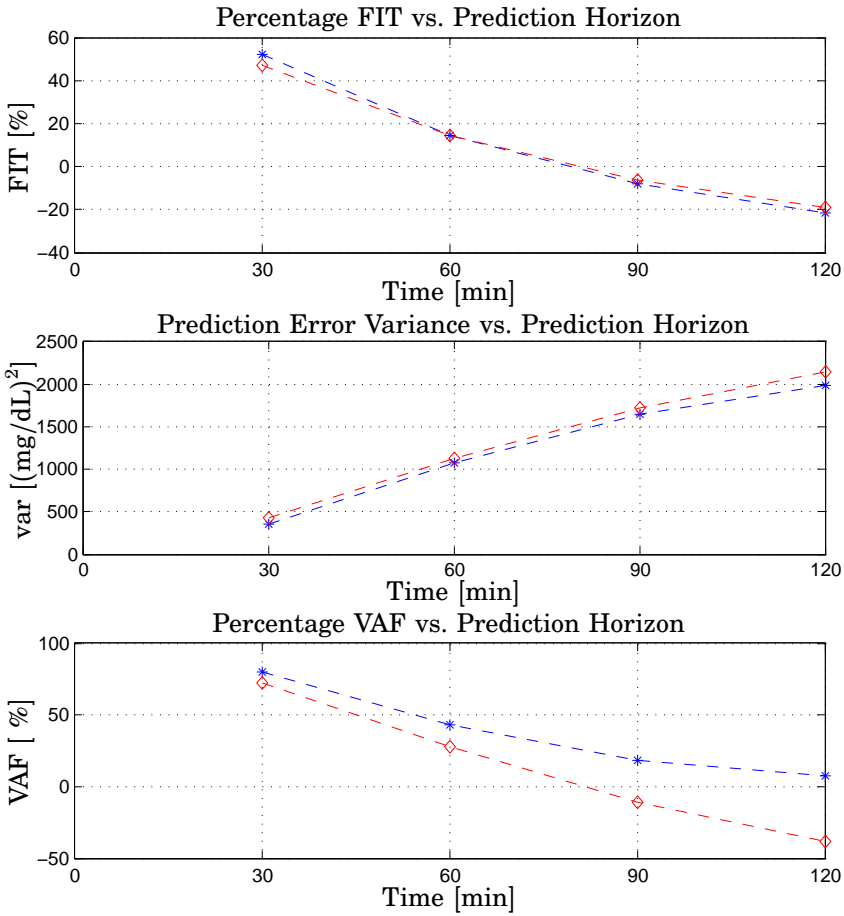 Percentage FIT vs. Prediction Horizon
60
40
20
0
−20
−40
FIT [%]
0 30 60 90 120
Time [min]
Prediction Error Variance vs. Prediction Horizon
2500
2000
1500
1000
500
0
var [(mg/dL)²]
0 30 60 90 120
Time [min]
Percentage VAF vs. Prediction Horizon
100
50
0
−50
VAF [ %]
0 30 60 90 120
Time [min]